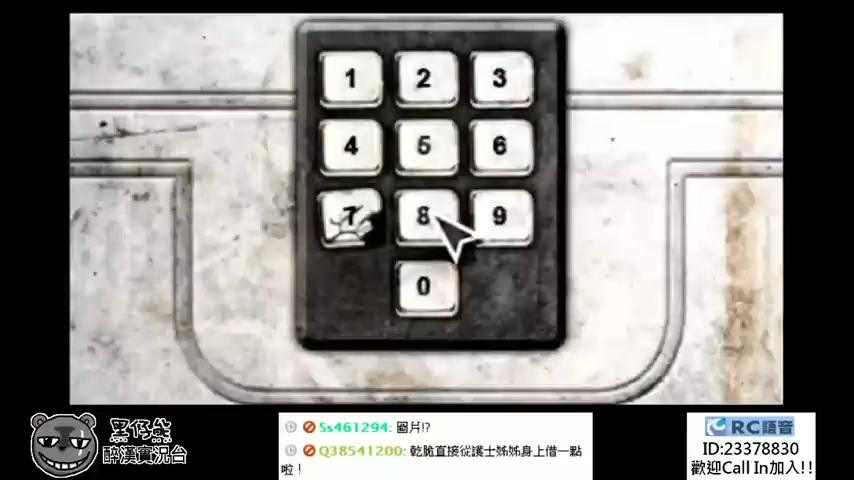 1 2 3
4 5 6
7 8 9
0
黑仔熊
醉漢實況台
Ss461294: 圖片!?
Q38541200: 乾脆直接從護士姊姊身上借一點
啦！
RC語音
ID:23378830
歡迎Call In加入!!